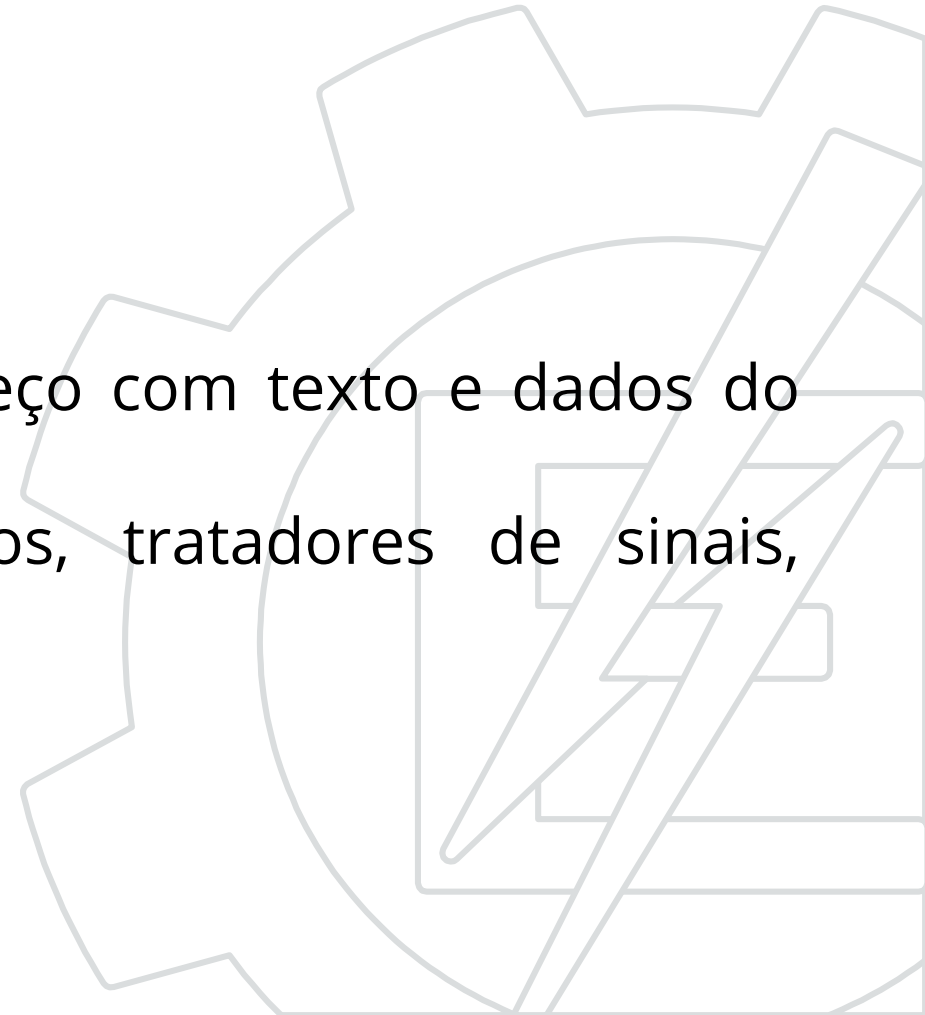 eço com texto e dados do
os, tratadores de sinais,